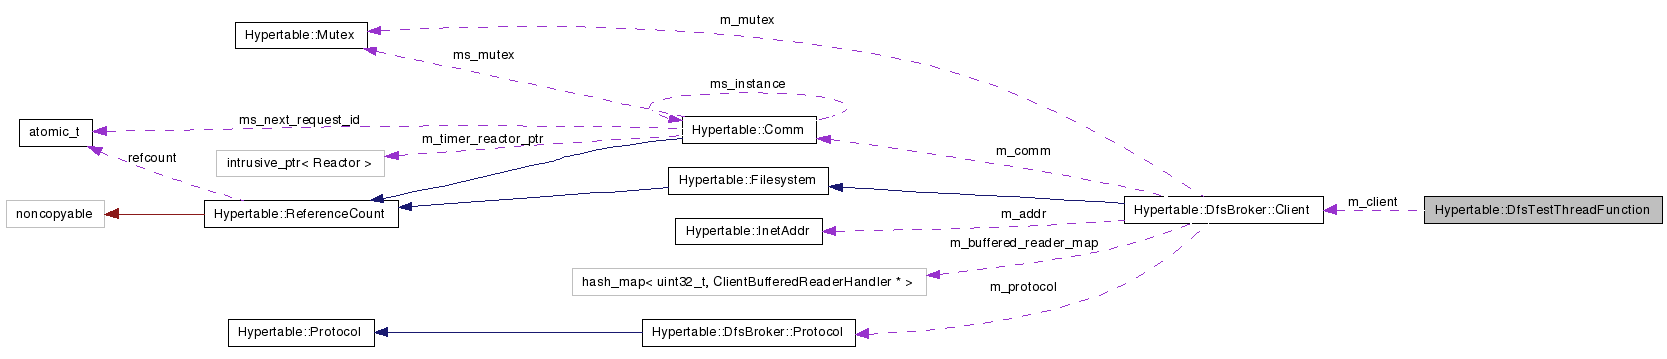 m_mutex
Hypertable::Mutex
ms_mutex
ms_instance
ms_next_request_id
atomic_t
Hypertable::Comm
m_timer_reactor_ptr
m_comm
refcount
intrusive_ptr< Reactor >
Hypertable::Filesystem
m_client
noncopyable
Hypertable::ReferenceCount
m_addr
Hypertable::DfsBroker::Client
Hypertable::DfsTestThreadFunction
Hypertable::InetAddr
m_buffered_reader_map
hash_map< uint32_t, ClientBufferedReaderHandler * >
m_protocol
Hypertable::Protocol
Hypertable::DfsBroker::Protocol